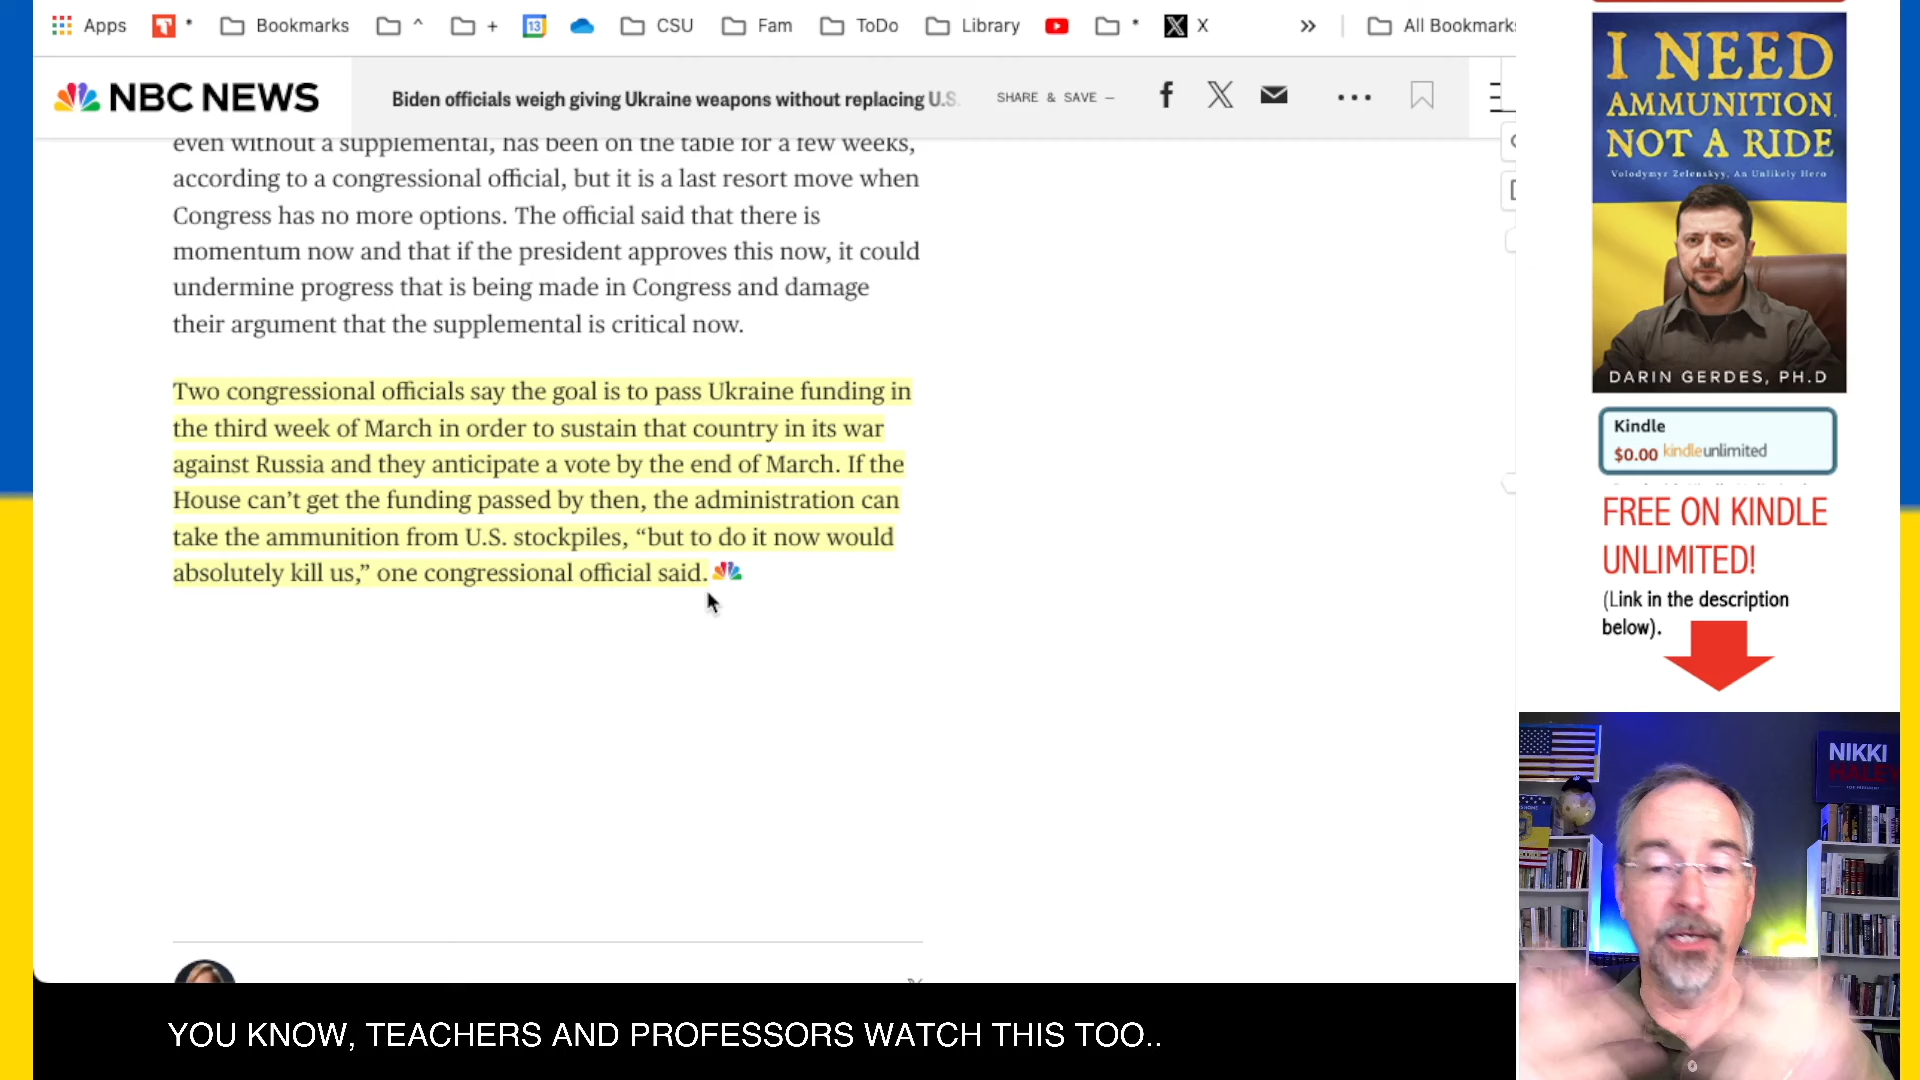 Apps
*
Bookmarks
^
+
13
CSU
Fam
ToDo
Library
*
X
»
All Bookmarks
NBC NEWS
Biden officials weigh giving Ukraine weapons without replacing U.S.
SHARE & SAVE —
even without a supplemental, has been on the table for a few weeks,
according to a congressional official, but it is a last resort move when
Congress has no more options. The official said that there is
momentum now and that if the president approves this now, it could
undermine progress that is being made in Congress and damage
their argument that the supplemental is critical now.
Two congressional officials say the goal is to pass Ukraine funding in
the third week of March in order to sustain that country in its war
against Russia and they anticipate a vote by the end of March. If the
House can’t get the funding passed by then, the administration can
take the ammunition from U.S. stockpiles, “but to do it now would
absolutely kill us,” one congressional official said.
I NEED
AMMUNITION,
NOT A RIDE
Volodymyr Zelenskyy, An Unlikely Hero
DARIN GERDES, PH.D
Kindle
$0.00 kindleunlimited
FREE ON KINDLE
UNLIMITED!
(Link in the description
below).
NIKKI
HALEY
FOR PRESIDENT
YOU KNOW, TEACHERS AND PROFESSORS WATCH THIS TOO..